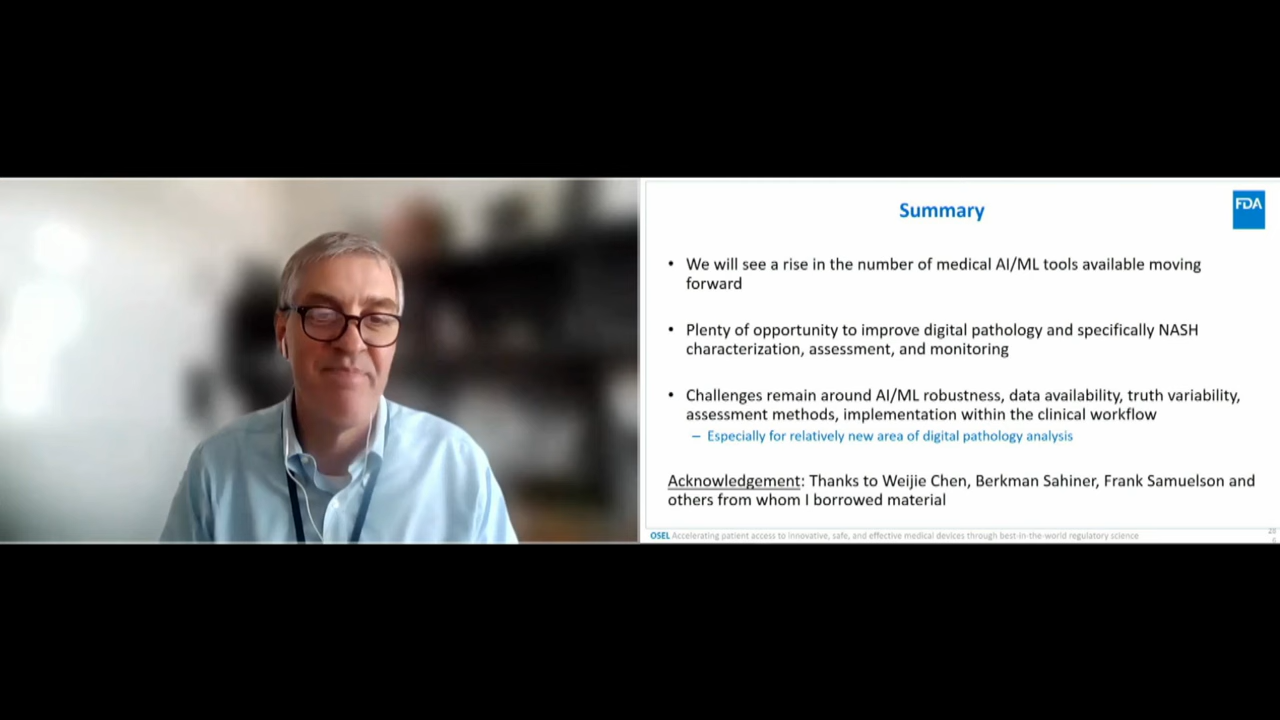 Summary
FDA
• We will see a rise in the number of medical AI/ML tools available moving
forward
• Plenty of opportunity to improve digital pathology and specifically NASH
characterization, assessment, and monitoring
• Challenges remain around AI/ML robustness, data availability, truth variability,
assessment methods, implementation within the clinical workflow
– Especially for relatively new area of digital pathology analysis
Acknowledgement: Thanks to Weijie Chen, Berkman Sahiner, Frank Samuelson and
others from whom I borrowed material
OSEL Accelerating patient access to innovative, safe, and effective medical devices through best-in-the-world regulatory science